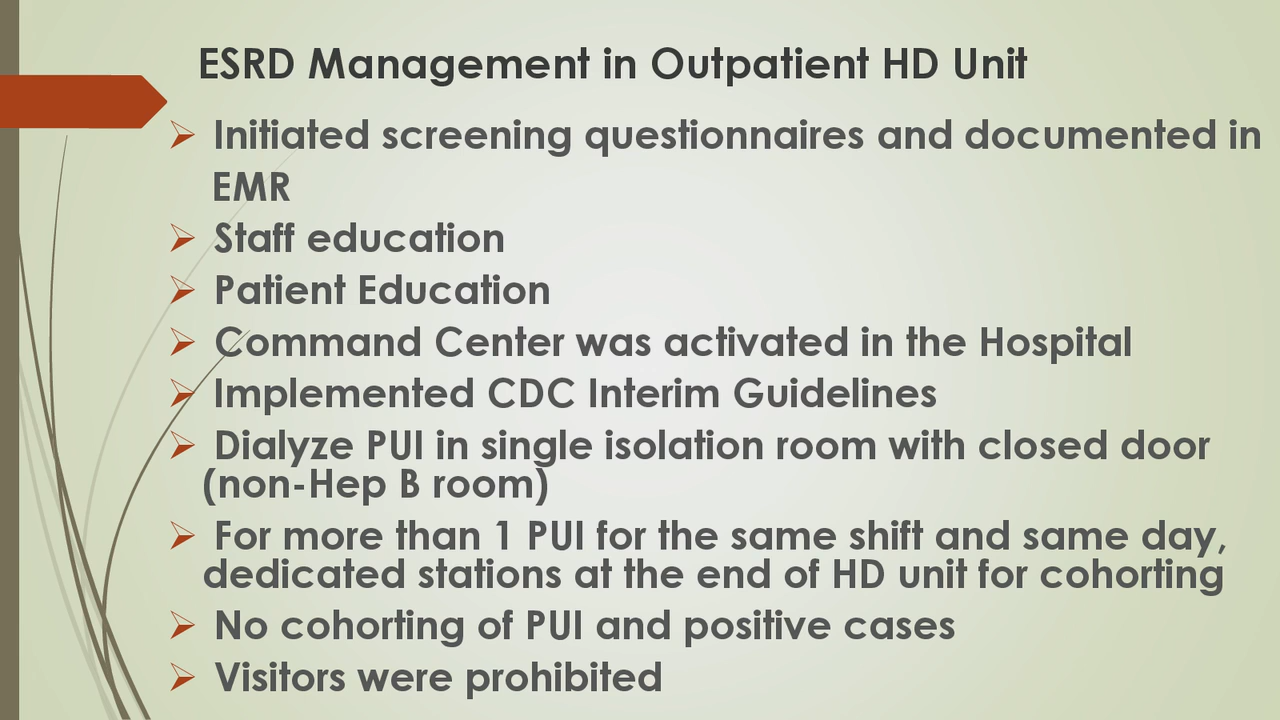 ESRD Management in Outpatient HD Unit
Initiated screening questionnaires and documented in
EMR
Staff education
Patient Education
Command Center was activated in the Hospital
Implemented CDC Interim Guidelines
Dialyze PUI in single isolation room with closed door
(non-Hep B room)
For more than 1 PUI for the same shift and same day,
dedicated stations at the end of HD unit for cohorting
No cohorting of PUI and positive cases
Visitors were prohibited